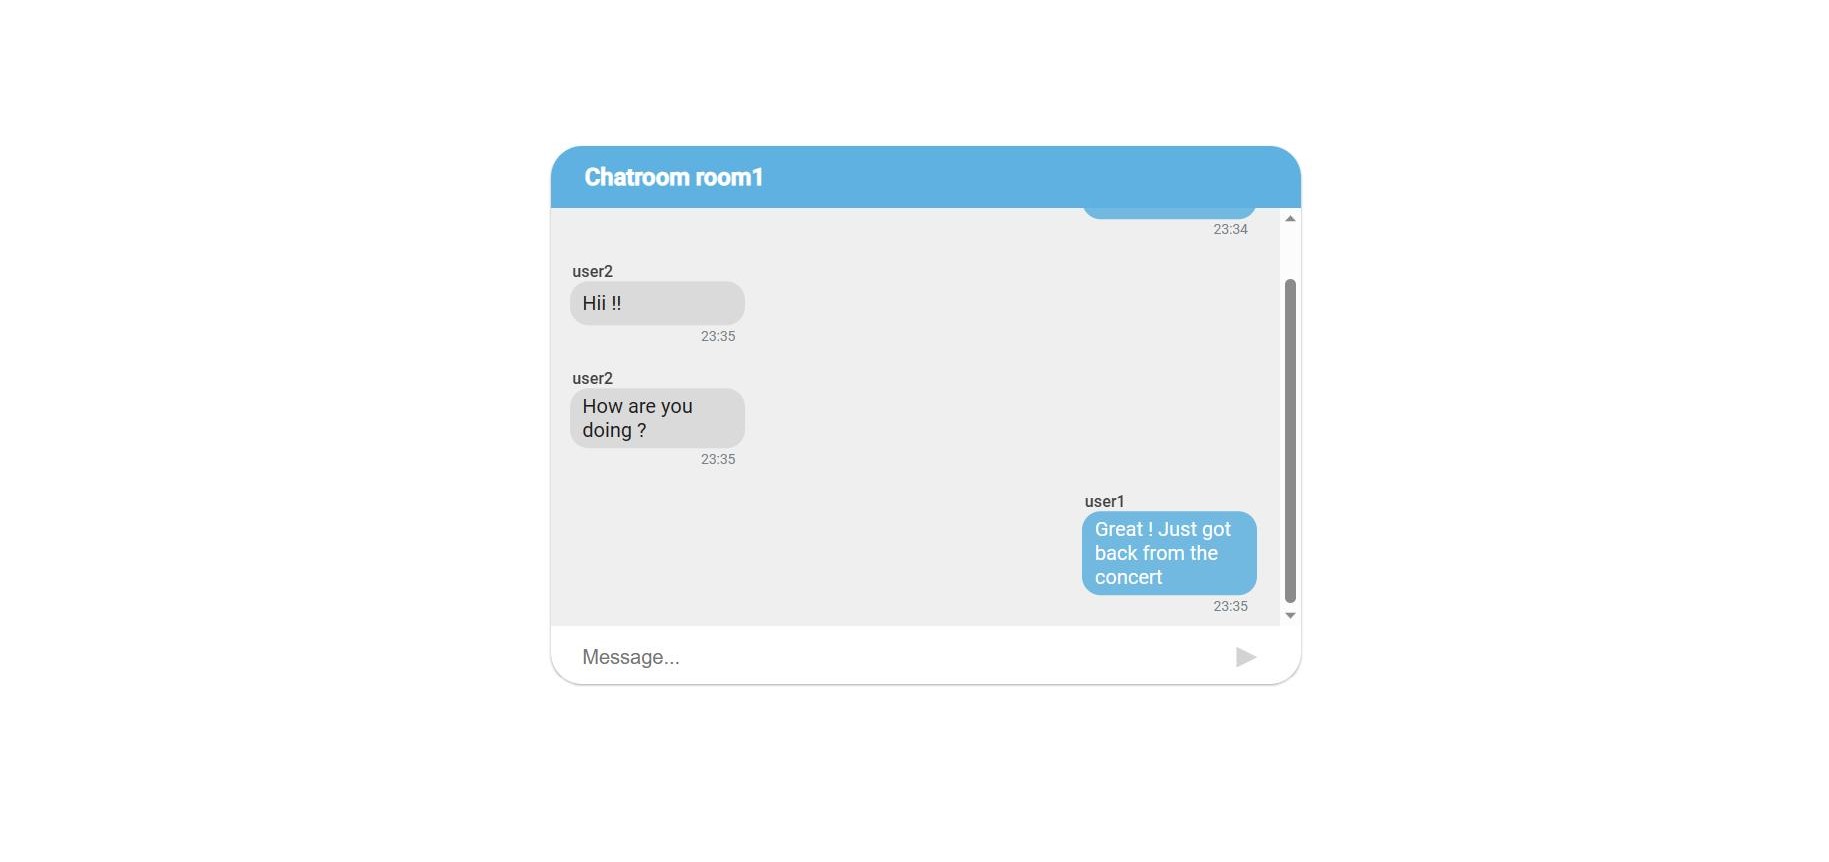 Chatroom room1
23:34
user2
Hii !!
23:35
user2
How are you
doing ?
23:35
user1
Great ! Just got
back from the
concert
23:35
Message...